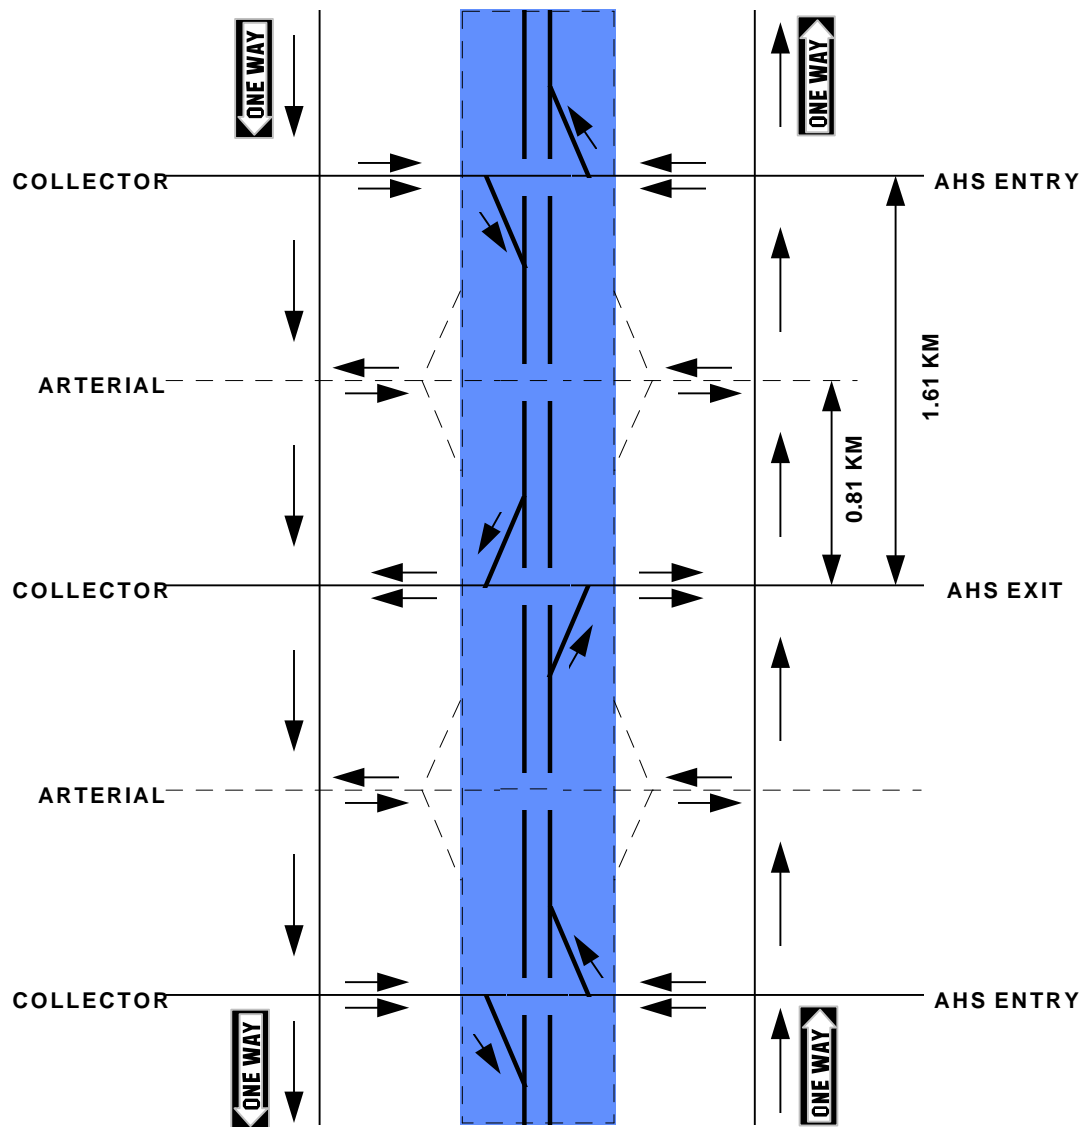 ONE WAY
ONE WAY
COLLECTOR
AHS ENTRY
1.61 KM
ARTERIAL
0.81 KM
COLLECTOR
AHS EXIT
ARTERIAL
COLLECTOR
AHS ENTRY
ONE WAY
ONE WAY